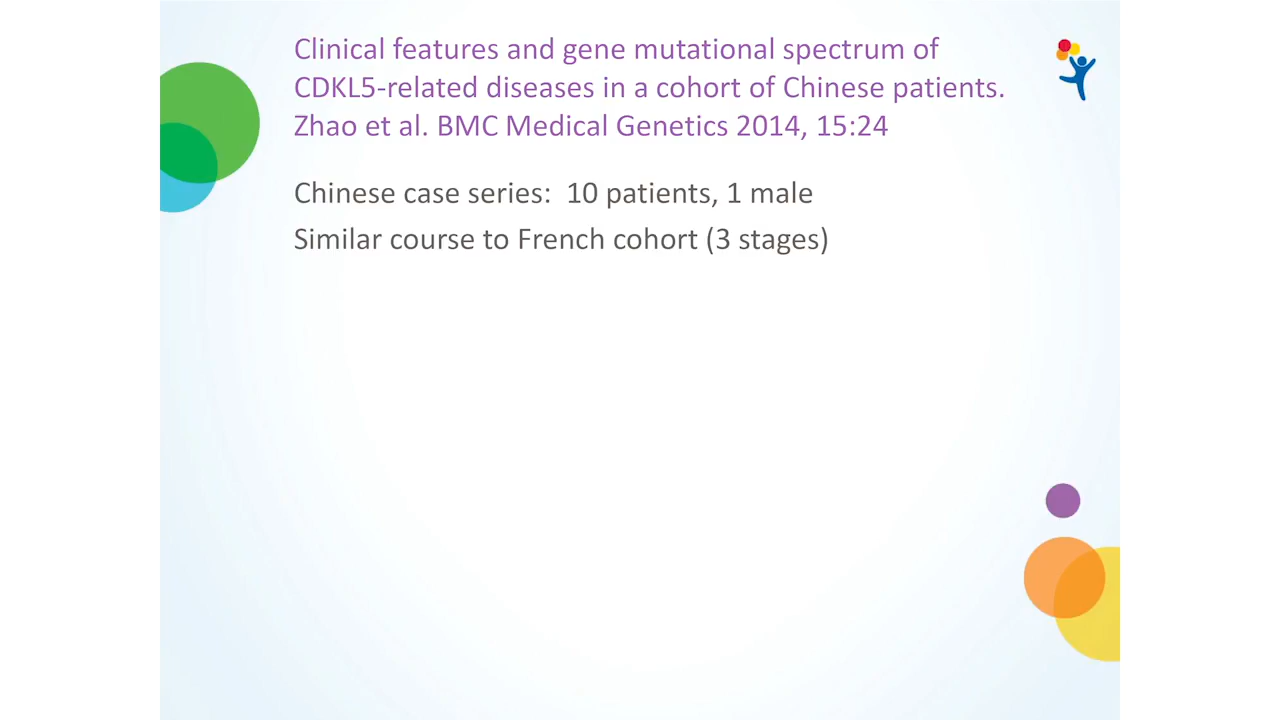 Clinical features and gene mutational spectrum of
CDKL5-related diseases in a cohort of Chinese patients.
Zhao et al. BMC Medical Genetics 2014, 15:24
Chinese case series:  10 patients, 1 male
Similar course to French cohort (3 stages)